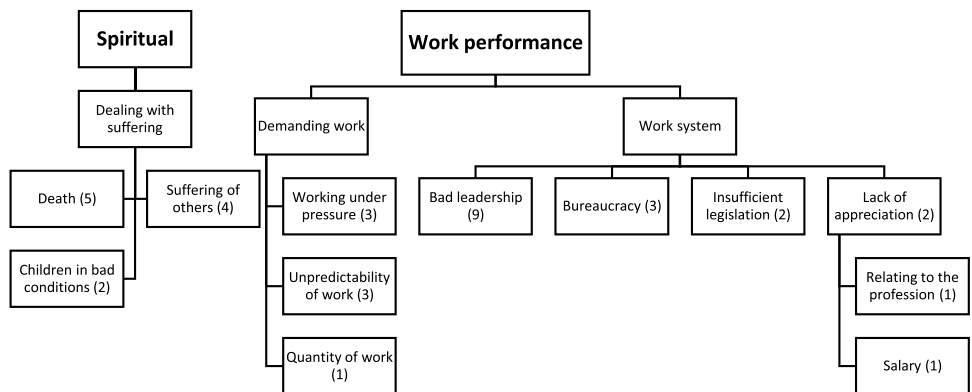 Spiritual
Work performance
Dealing with
suffering
Demanding work
Work system
Death (5)
Suffering of
others (4)
Children in bad
conditions (2)
Working under
pressure (3)
Unpredictability
of work (3)
Quantity of work
(1)
Bad leadership
(9)
Bureaucracy (3)
Insufficient
legislation (2)
Lack of
appreciation (2)
Relating to the
profession (1)
Salary (1)